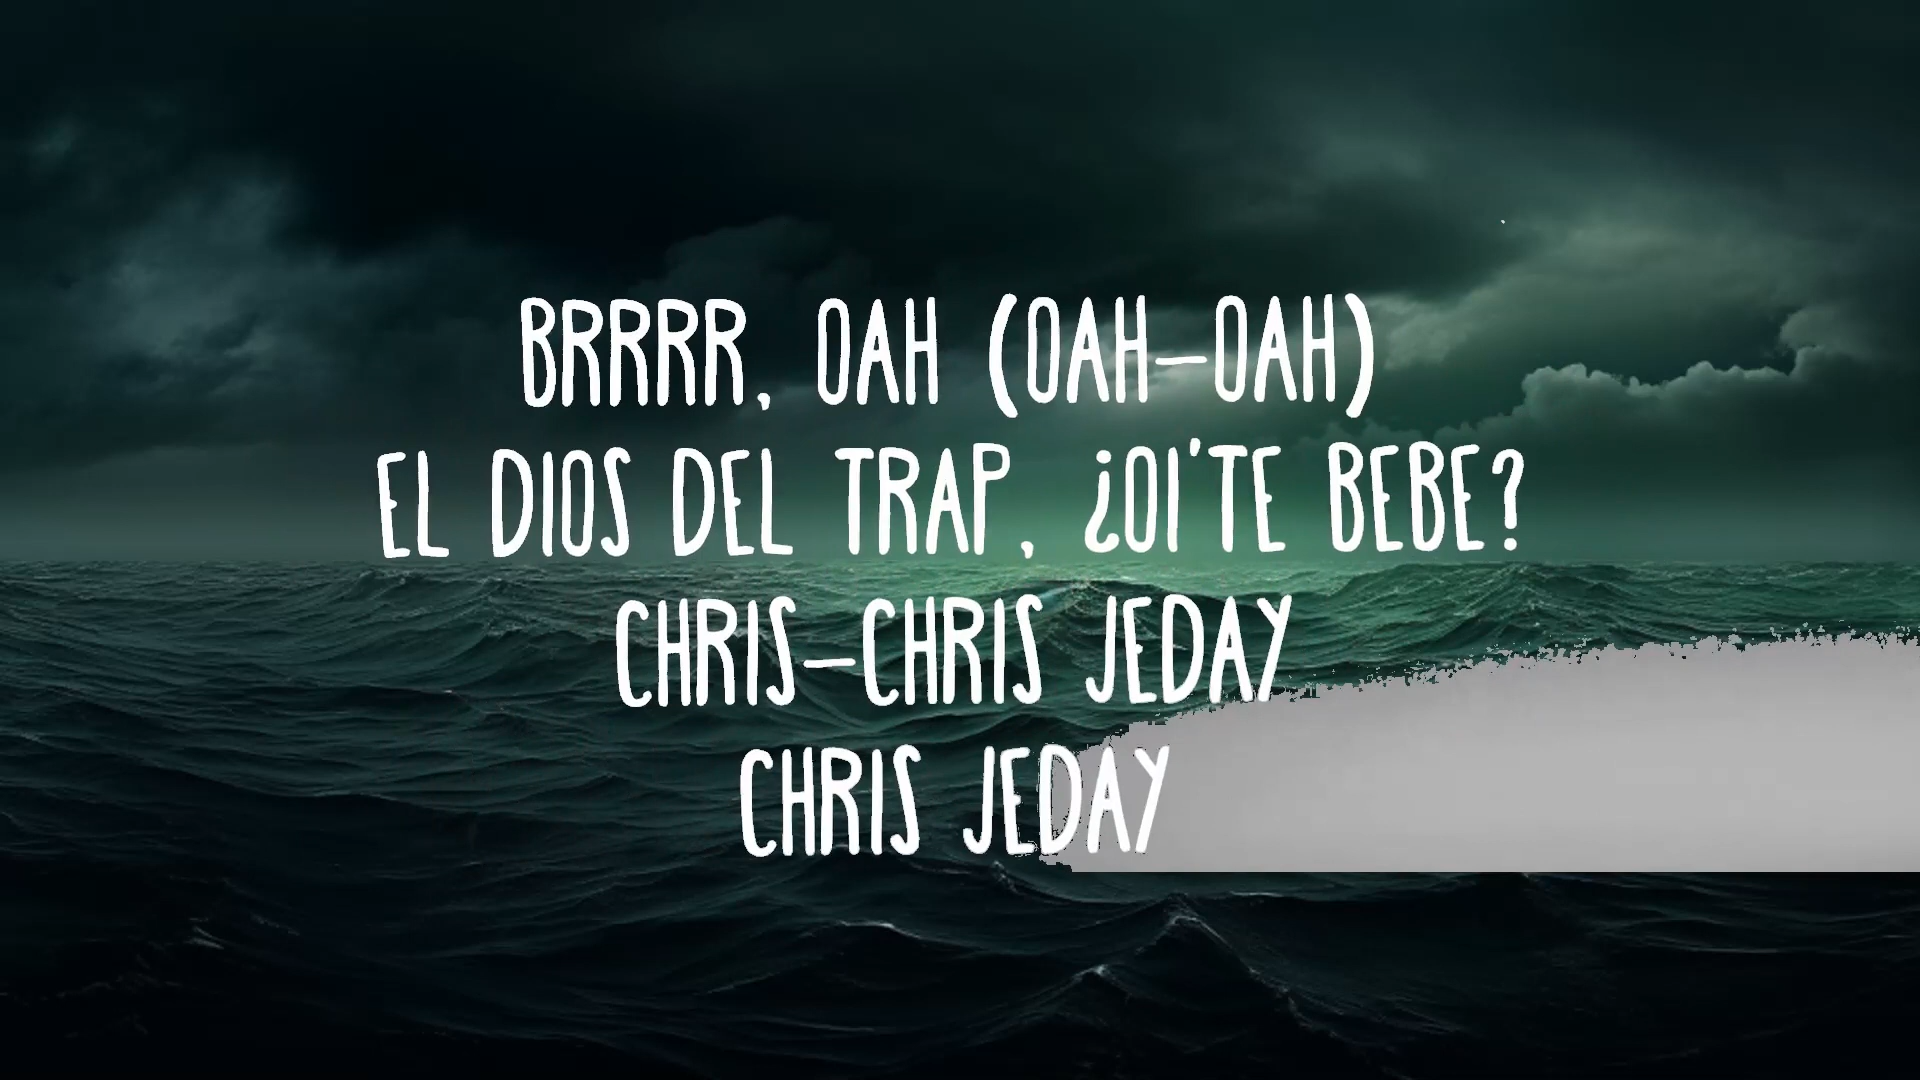 BRRRR, OAH (OAH-OAH)
EL DIOS DEL TRAP, ¿OI'TE BEBE?
CHRIS-CHRIS JEDAY
CHRIS JEDAY